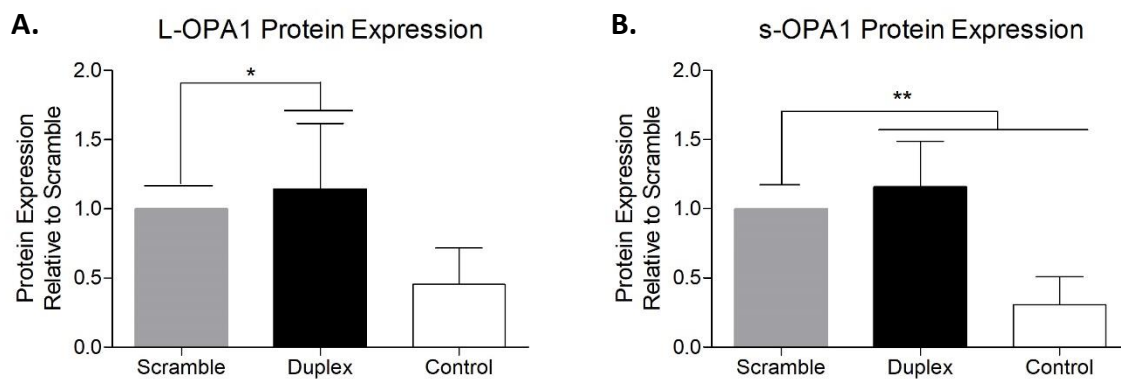 A.
L-OPA1 Protein Expression
Protein Expression
Relative to Scramble
2.0
1.5
1.0
0.5
0.0
*
Scramble
Duplex
Control
B.
s-OPA1 Protein Expression
Protein Expression
Relative to Scramble
2.0
1.5
1.0
0.5
0.0
**
Scramble
Duplex
Control